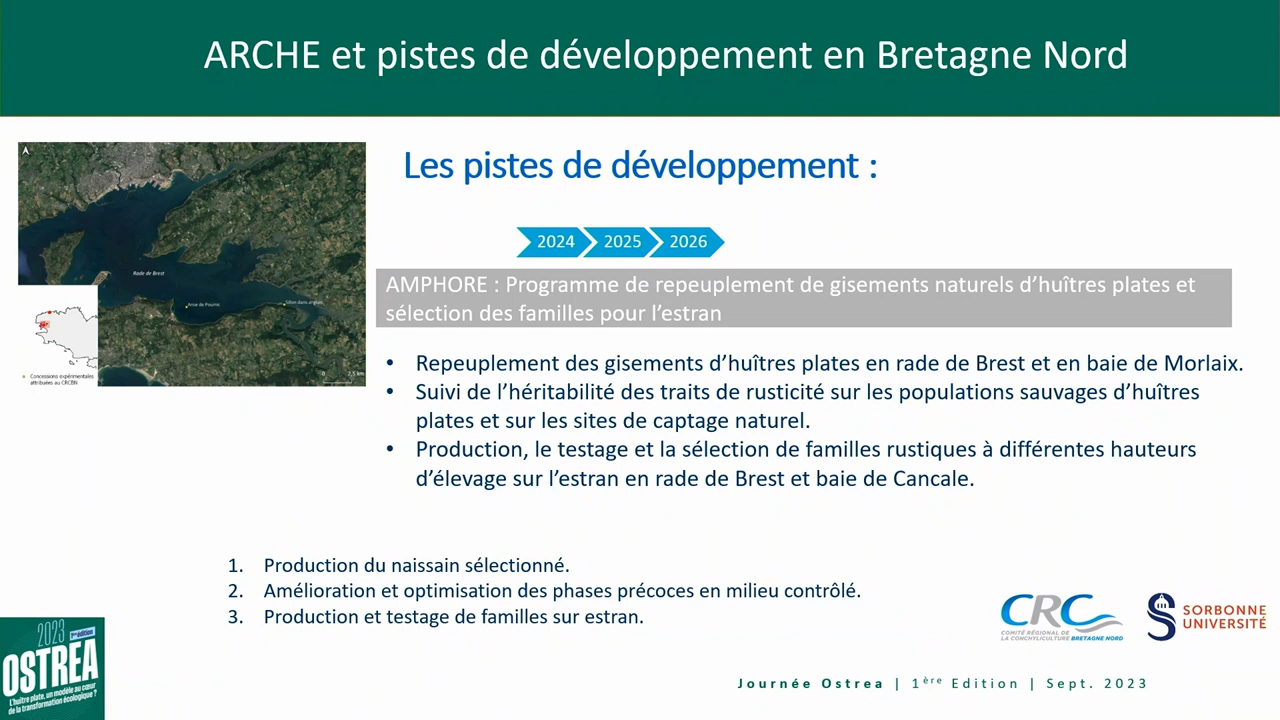 ARCHE et pistes de développement en Bretagne Nord
Les pistes de développement :
2024 2025 2026
AMPHORE : Programme de repeuplement de gisements naturels d’huîtres plates et
sélection des familles pour l’estran
• Repeuplement des gisements d’huîtres plates en rade de Brest et en baie de Morlaix.
• Suivi de l’héritabilité des traits de rusticité sur les populations sauvages d’huîtres
plates et sur les sites de captage naturel.
• Production, le testage et la sélection de familles rustiques à différentes hauteurs
d’élevage sur l’estran en rade de Brest et baie de Cancale.
1. Production du naissain sélectionné.
2. Amélioration et optimisation des phases précoces en milieu contrôlé.
3. Production et testage de familles sur estran.
Rade de Brest
Concessions expérimentales
attribuées au CRCBN
2023
1ère édition
OSTREA
L'huître plate, un modèle au cœur
de la transformation écologique ?
CRC
COMITÉ RÉGIONAL DE
LA CONCHYLICULTURE BRETAGNE NORD
SORBONNE
UNIVERSITÉ
Journée Ostrea | 1ère Edition | Sept. 2023